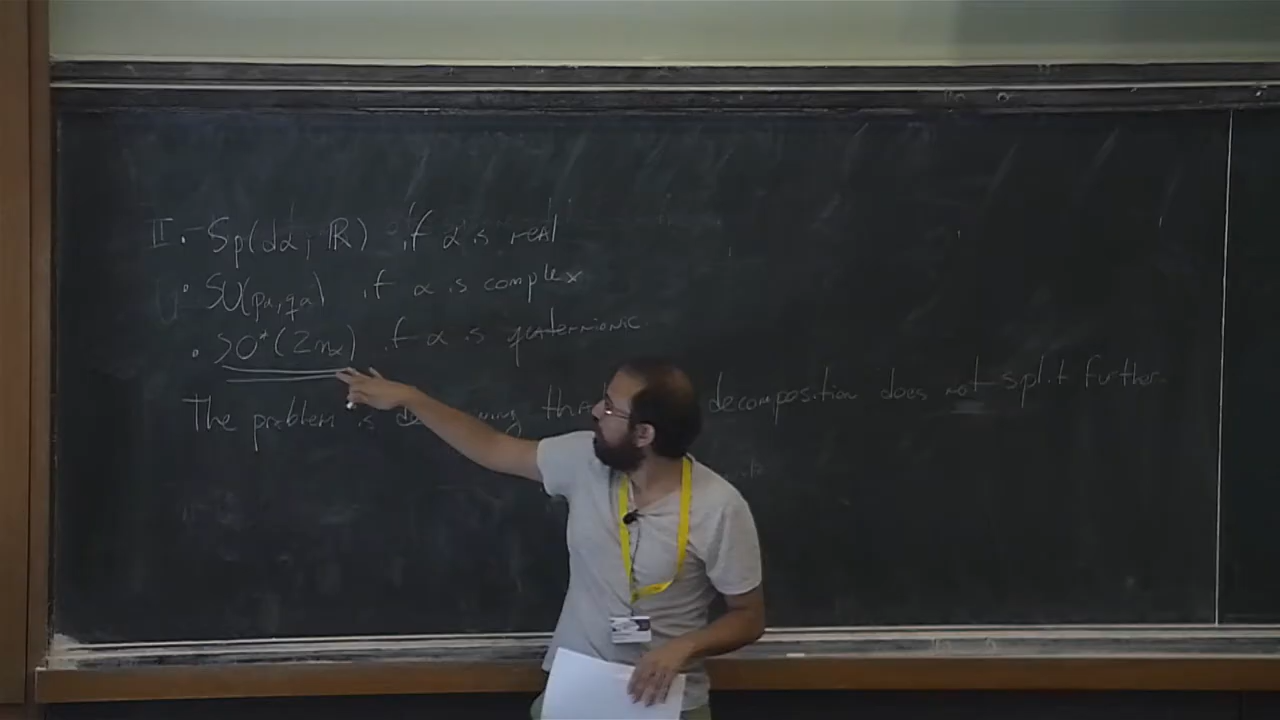 II. • Sp(dα, ℝ) if α is real
• SU(pα, qα) if α is complex
• SO*(2nα) if α is quaternionic.
The problem is decomposition does not split further.